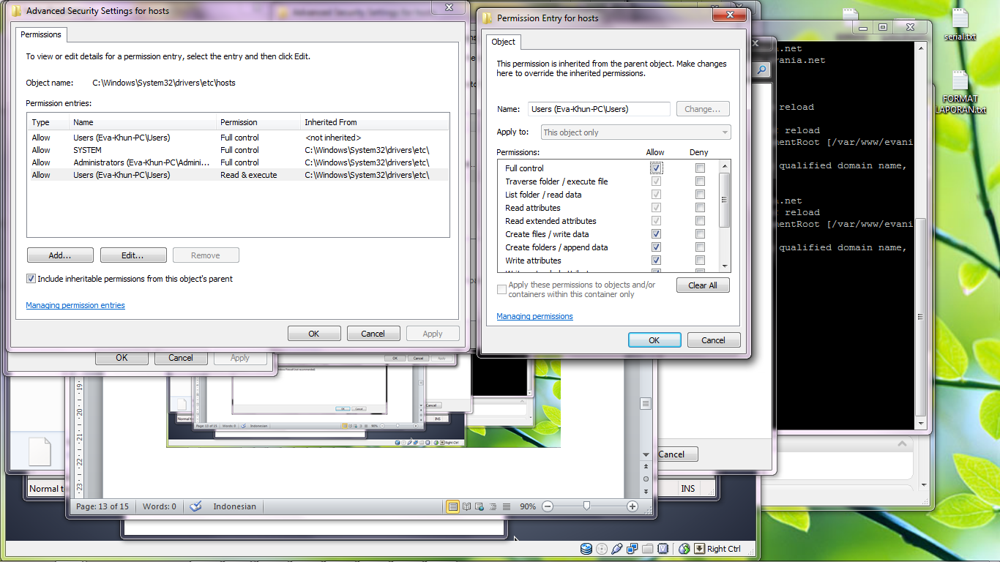 Advanced Security Settings for hosts
Permissions
To view or edit details for a permission entry, select the entry and then click Edit.
Object name: C:\Windows\System32\drivers\etc\hosts
Permission entries:
Type Name Permission Inherited From
Allow Users (Eva-Khun-PC\Users) Full control <not inherited>
Allow SYSTEM Full control C:\Windows\System32\drivers\etc\
Allow Administrators (Eva-Khun-PC\Admini... Full control C:\Windows\System32\drivers\etc\
Allow Users (Eva-Khun-PC\Users) Read & execute C:\Windows\System32\drivers\etc\
Add... Edit... Remove
Include inheritable permissions from this object's parent
Managing permission entries
OK Cancel Apply
OK Cancel Apply
Permission Entry for hosts
Object
This permission is inherited from the parent object. Make changes
here to override the inherited permissions.
Name: Users (Eva-Khun-PC\Users) Change...
Apply to: This object only
Permissions: Allow Deny
Full control
Traverse folder / execute file
List folder / read data
Read attributes
Read extended attributes
Create files / write data
Create folders / append data
Write attributes
Apply these permissions to objects and/or
containers within this container only
Clear All
Managing permissions
OK Cancel
.net
vania.net
reload
reload
mentRoot [/var/www/evani
qualified domain name,
a.net
reload
mentRoot [/var/www/evani
qualified domain name,
serial.txt
FORMAT
LAPORAN.txt
Cancel
Normal t
INS
19
20
21
22
23
Page: 13 of 15 Words: 0 Indonesian 90%
Right Ctrl